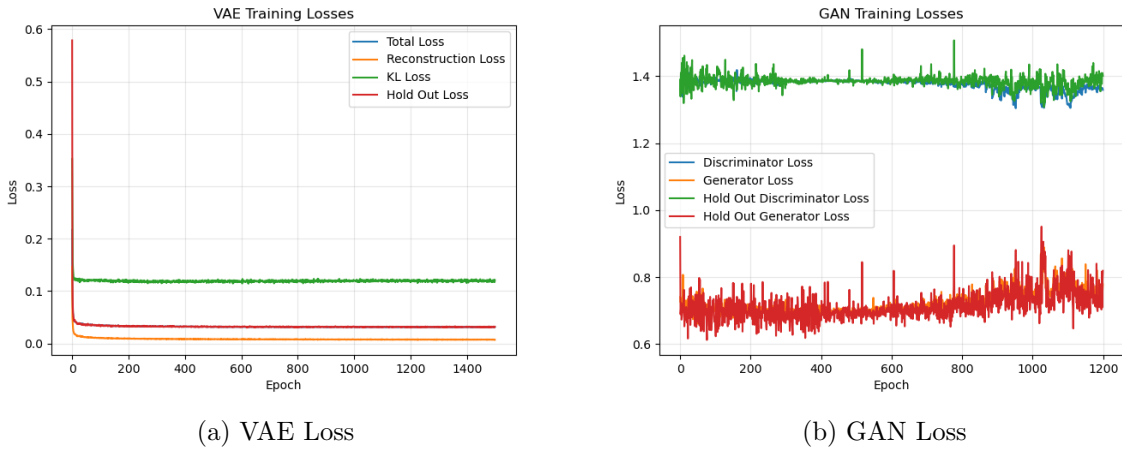 VAE Training Losses
Total Loss
Reconstruction Loss
KL Loss
Hold Out Loss
Loss
0.6
0.5
0.4
0.3
0.2
0.1
0.0
0
200
400
600
800
1000
1200
1400
Epoch
(a) VAE Loss
GAN Training Losses
Discriminator Loss
Generator Loss
Hold Out Discriminator Loss
Hold Out Generator Loss
Loss
1.4
1.2
1.0
0.8
0.6
0
200
400
600
800
1000
1200
Epoch
(b) GAN Loss